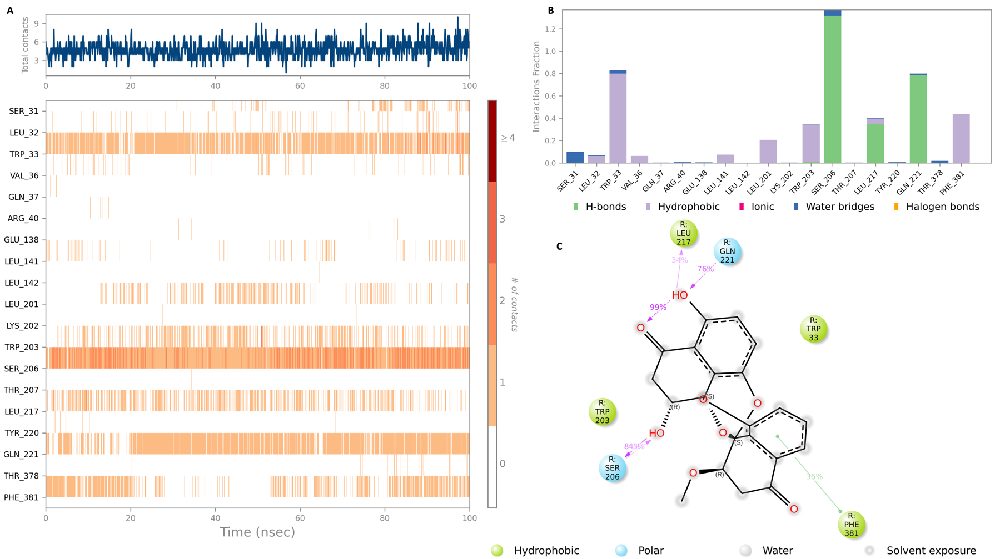 A
Total contacts
9
6
3
0 20 40 60 80 100
SER_31
LEU_32
TRP_33
VAL_36
GLN_37
ARG_40
GLU_138
LEU_141
LEU_142
LEU_201
LYS_202
TRP_203
SER_206
THR_207
LEU_217
TYR_220
GLN_221
THR_378
PHE_381
0 20 40 60 80 100
Time (nsec)
≥4
3
2
1
0
# of contacts
B
Interactions Fraction
1.2
1.0
0.8
0.6
0.4
0.2
0.0
SER_31 LEU_32 TRP_33 VAL_36 GLN_37 ARG_40 GLU_138 LEU_141 LEU_142 LEU_201 LYS_202 TRP_203 SER_206 THR_207 LEU_217 TYR_220 GLN_221 THR_378 PHE_381
H-bonds Hydrophobic Ionic Water bridges Halogen bonds
C
R:
LEU
217
R:
GLN
221
34%
76%
HO
99%
O
R:
TRP
33
O
(S)
(R)
O
R:
TRP
203
HO
O
(S)
R:
SER
206
O
(R)
35%
O
R:
PHE
381
Hydrophobic Polar Water Solvent exposure